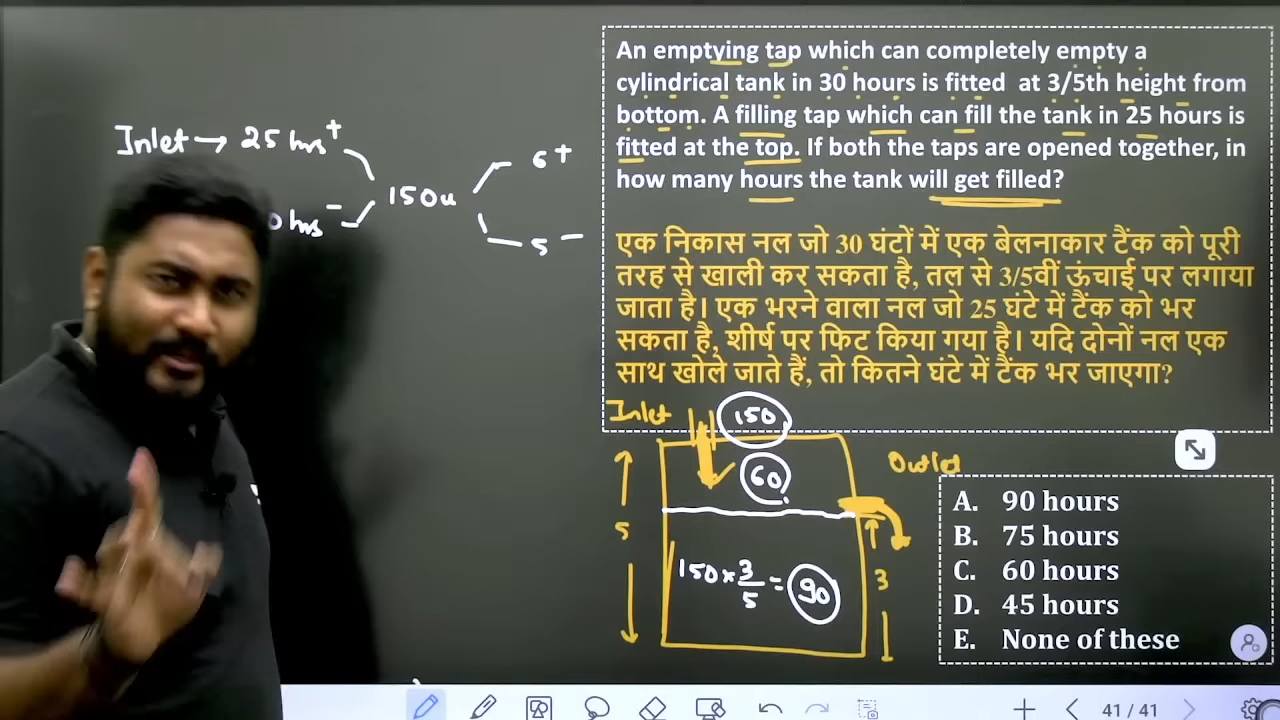 An emptying tap which can completely empty a
cylindrical tank in 30 hours is fitted at 3/5th height from
bottom. A filling tap which can fill the tank in 25 hours is
fitted at the top. If both the taps are opened together, in
how many hours the tank will get filled?
एक निकास नल जो 30 घंटों में एक बेलनाकार टैंक को पूरी
तरह से खाली कर सकता है, तल से 3/5वीं ऊंचाई पर लगाया
जाता है। एक भरने वाला नल जो 25 घंटे में टैंक को भर
सकता है, शीर्ष पर फिट किया गया है। यदि दोनों नल एक
साथ खोले जाते हैं, तो कितने घंटे में टैंक भर जाएगा?
Inlet → 25 hrs +
0 hrs −
150u
6 +
5 −
Inlet
150
60
Outlet
5
150 × 3/5 = 90
3
A. 90 hours
B. 75 hours
C. 60 hours
D. 45 hours
E. None of these
41 / 41